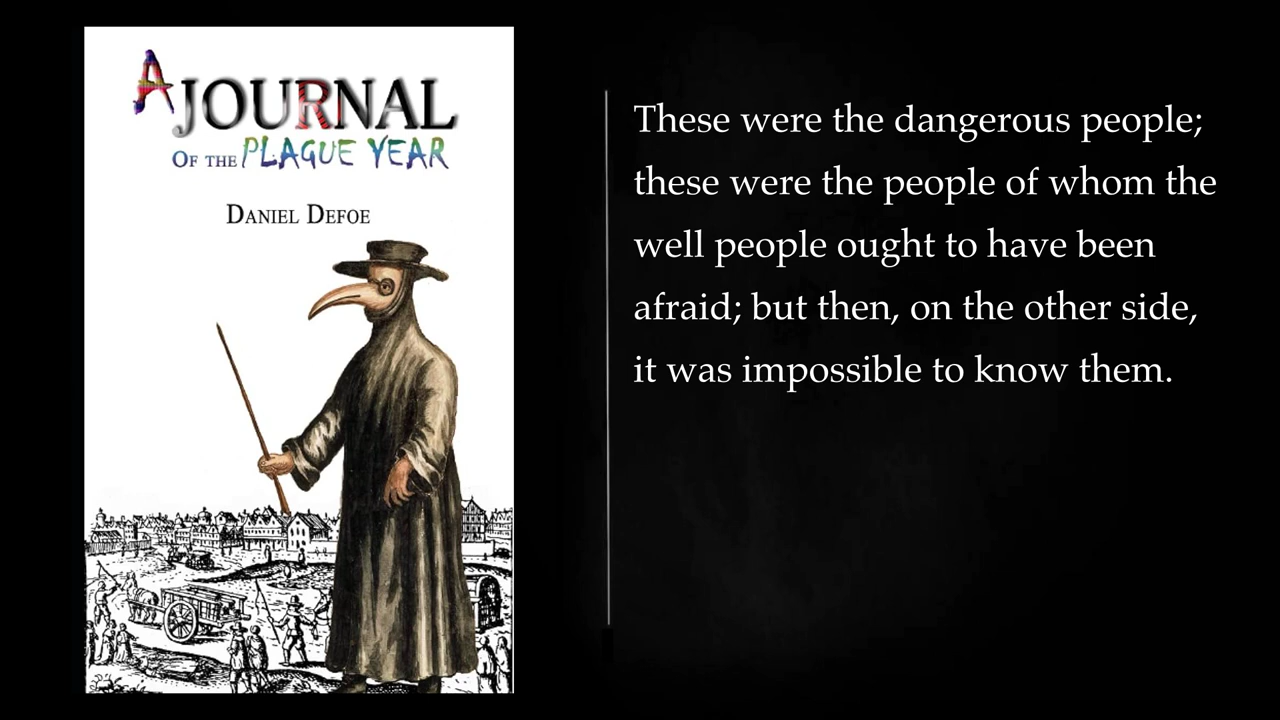 A JOURNAL
OF THE PLAGUE YEAR
DANIEL DEFOE
These were the dangerous people;
these were the people of whom the
well people ought to have been
afraid; but then, on the other side,
it was impossible to know them.